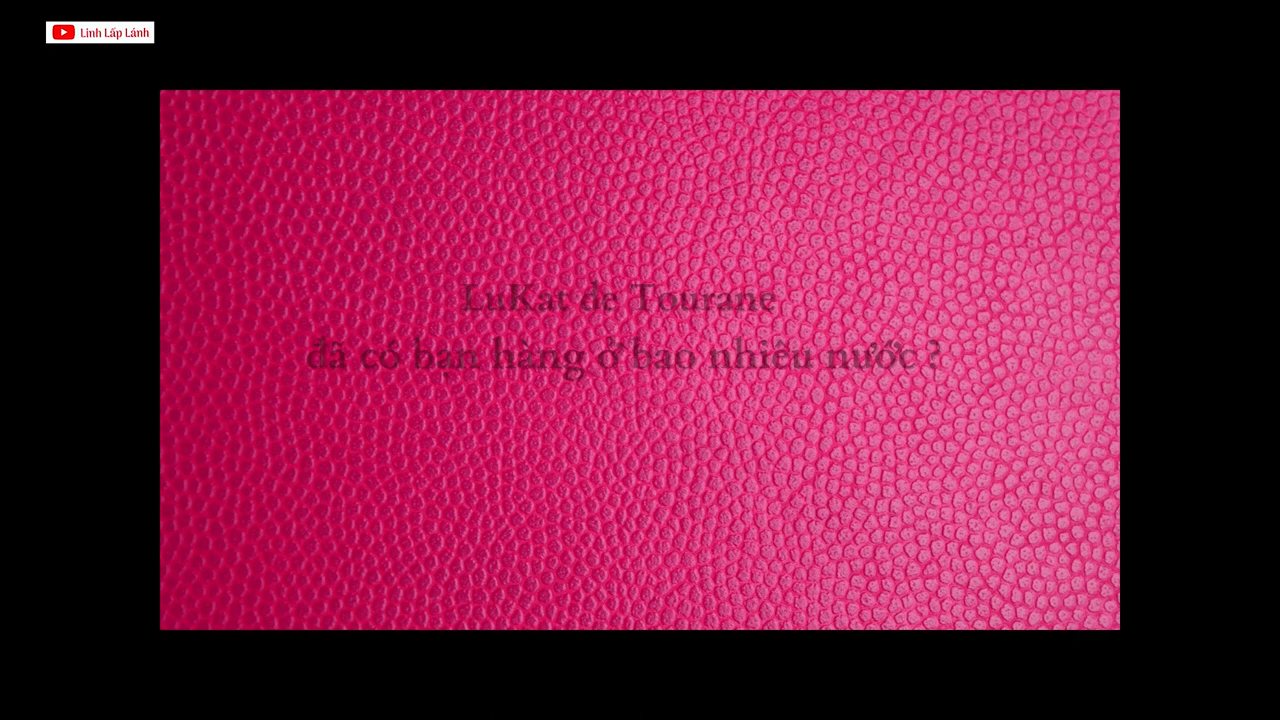 Linh Lấp Lánh
LuKat de Tourane
đã có bạn hàng ở bao nhiêu nước ?